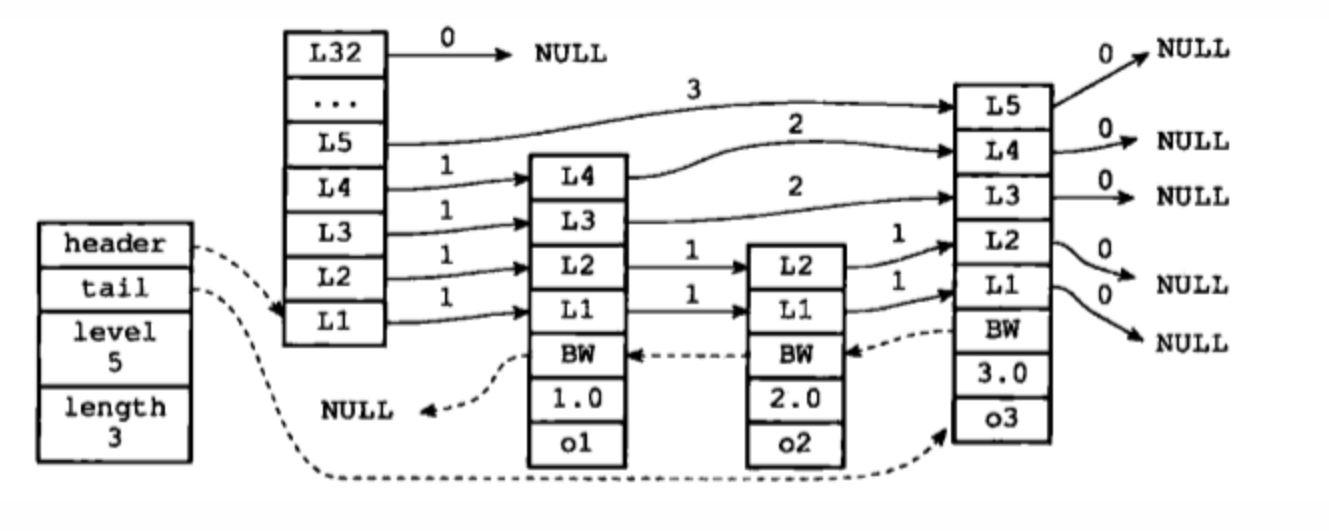 header
tail
level
5
length
3
L32
...
L5
L4
L3
L2
L1
0
NULL
3
1
1
1
1
NULL
L4
L3
L2
L1
BW
1.0
o1
2
2
1
1
L2
L1
BW
2.0
o2
1
1
L5
L4
L3
L2
L1
BW
3.0
o3
0
NULL
0
NULL
0
NULL
0
NULL
0
NULL